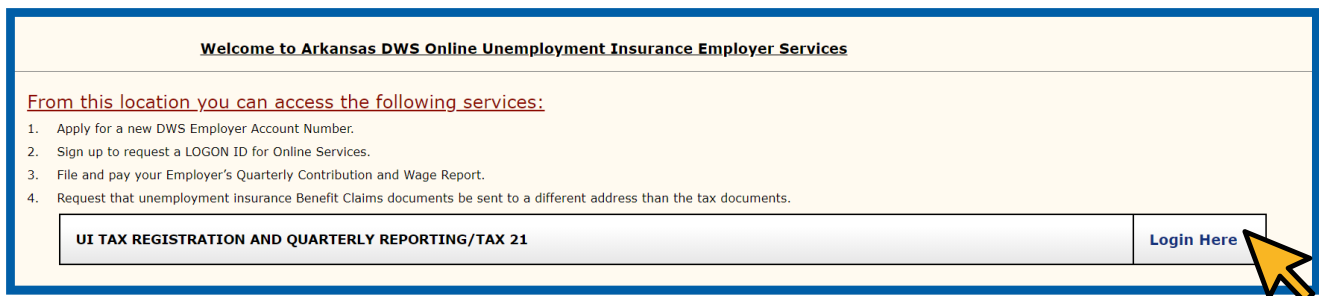 Welcome to Arkansas DWS Online Unemployment Insurance Employer Services
From this location you can access the following services:
1. Apply for a new DWS Employer Account Number.
2. Sign up to request a LOGON ID for Online Services.
3. File and pay your Employer’s Quarterly Contribution and Wage Report.
4. Request that unemployment insurance Benefit Claims documents be sent to a different address than the tax documents.
UI TAX REGISTRATION AND QUARTERLY REPORTING/TAX 21 Login Here